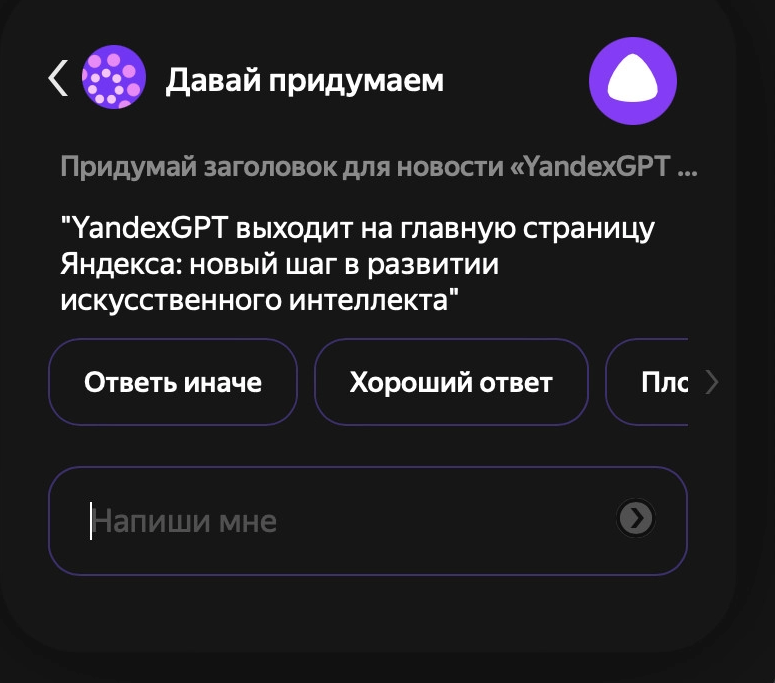 Давай придумаем
Придумай заголовок для новости «YandexGPT ...
"YandexGPT выходит на главную страницу
Яндекса: новый шаг в развитии
искусственного интеллекта"
Ответь иначе
Хороший ответ
Пло
Напиши мне